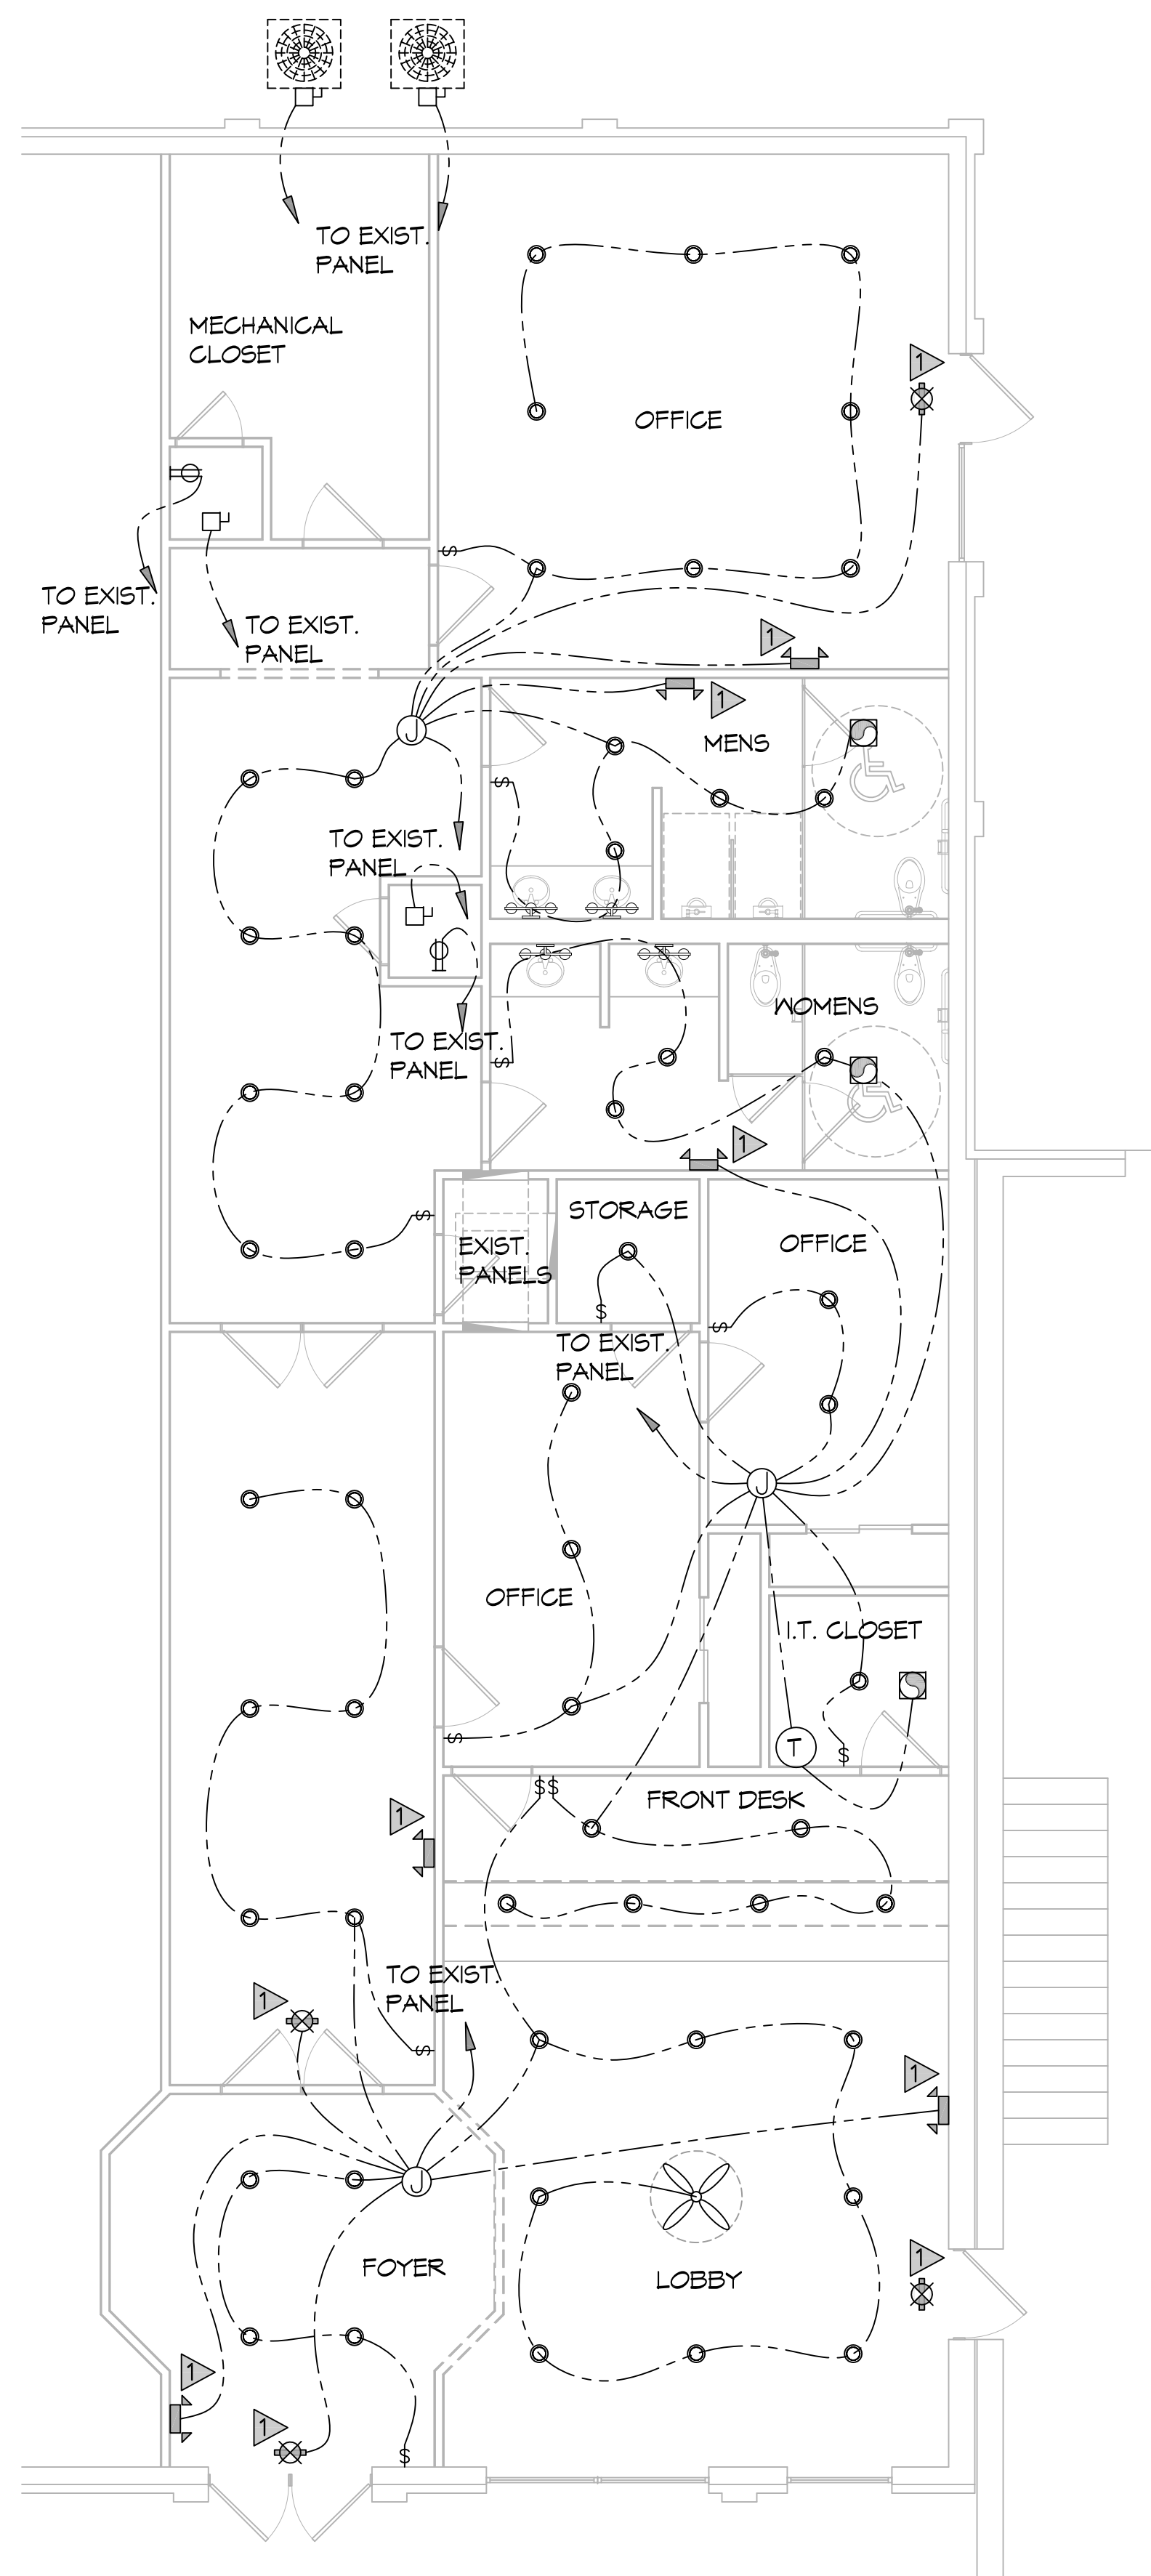 TO EXIST.
PANEL
MECHANICAL
CLOSET
1
OFFICE
$
TO EXIST.
PANEL
TO EXIST.
PANEL
1
1
J
MENS
$
TO EXIST.
PANEL
WOMENS
TO EXIST.
PANEL
$
1
STORAGE
$
OFFICE
EXIST.
PANELS
$
$
TO EXIST.
PANEL
J
OFFICE
I.T. CLOSET
$
T
$
$$
FRONT DESK
1
TO EXIST.
PANEL
1
$
1
J
FOYER
1
LOBBY
1
1
$